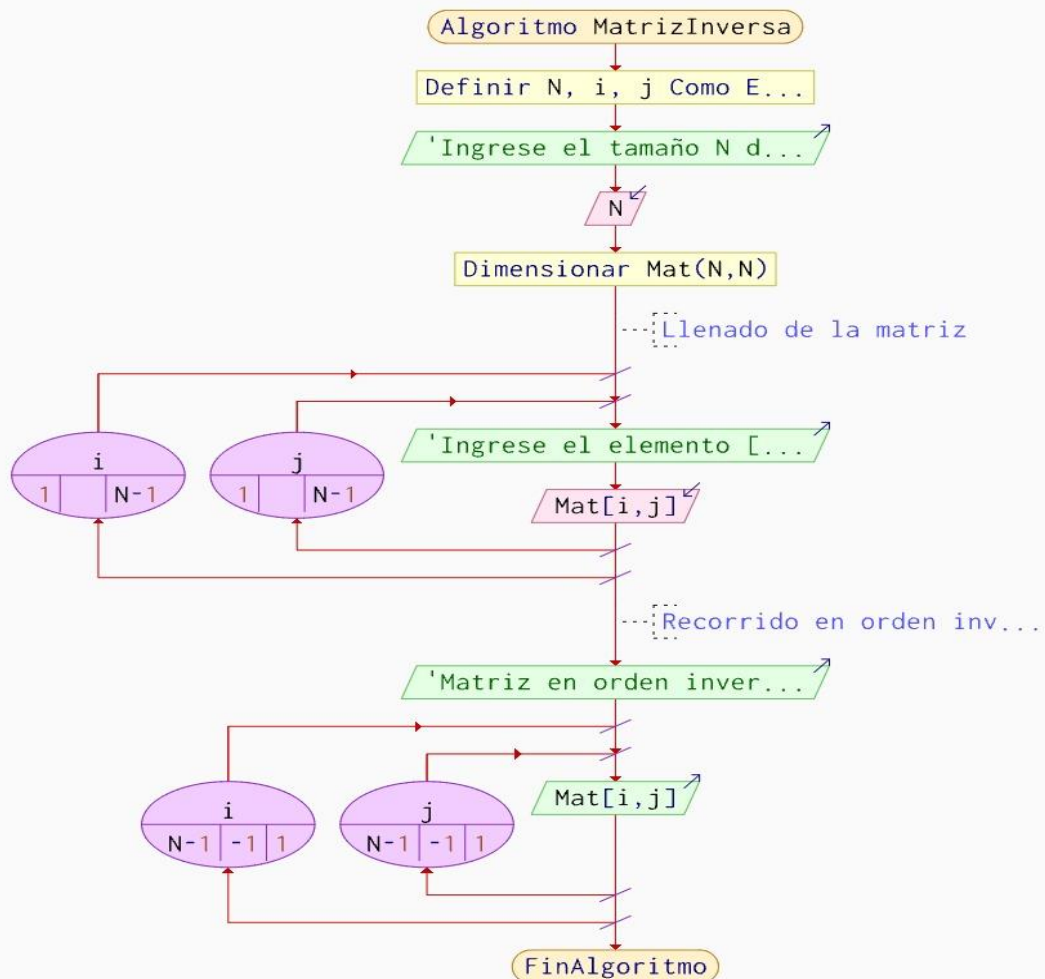 Algoritmo MatrizInversa
Definir N, i, j Como E...
'Ingrese el tamaño N d...
N
Dimensionar Mat(N,N)
Llenado de la matriz
'Ingrese el elemento [...
i
1 N-1
j
1 N-1
Mat[i,j]
Recorrido en orden inv...
'Matriz en orden inver...
i
N-1 -1 1
j
N-1 -1 1
Mat[i,j]
FinAlgoritmo